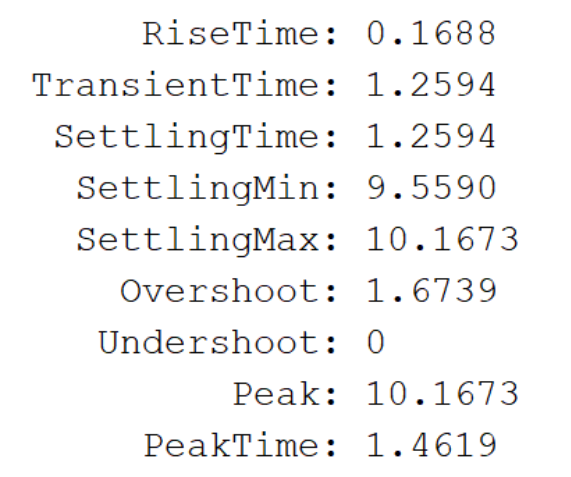 RiseTime: 0.1688
TransientTime: 1.2594
SettlingTime: 1.2594
SettlingMin: 9.5590
SettlingMax: 10.1673
Overshoot: 1.6739
Undershoot: 0
Peak: 10.1673
PeakTime: 1.4619